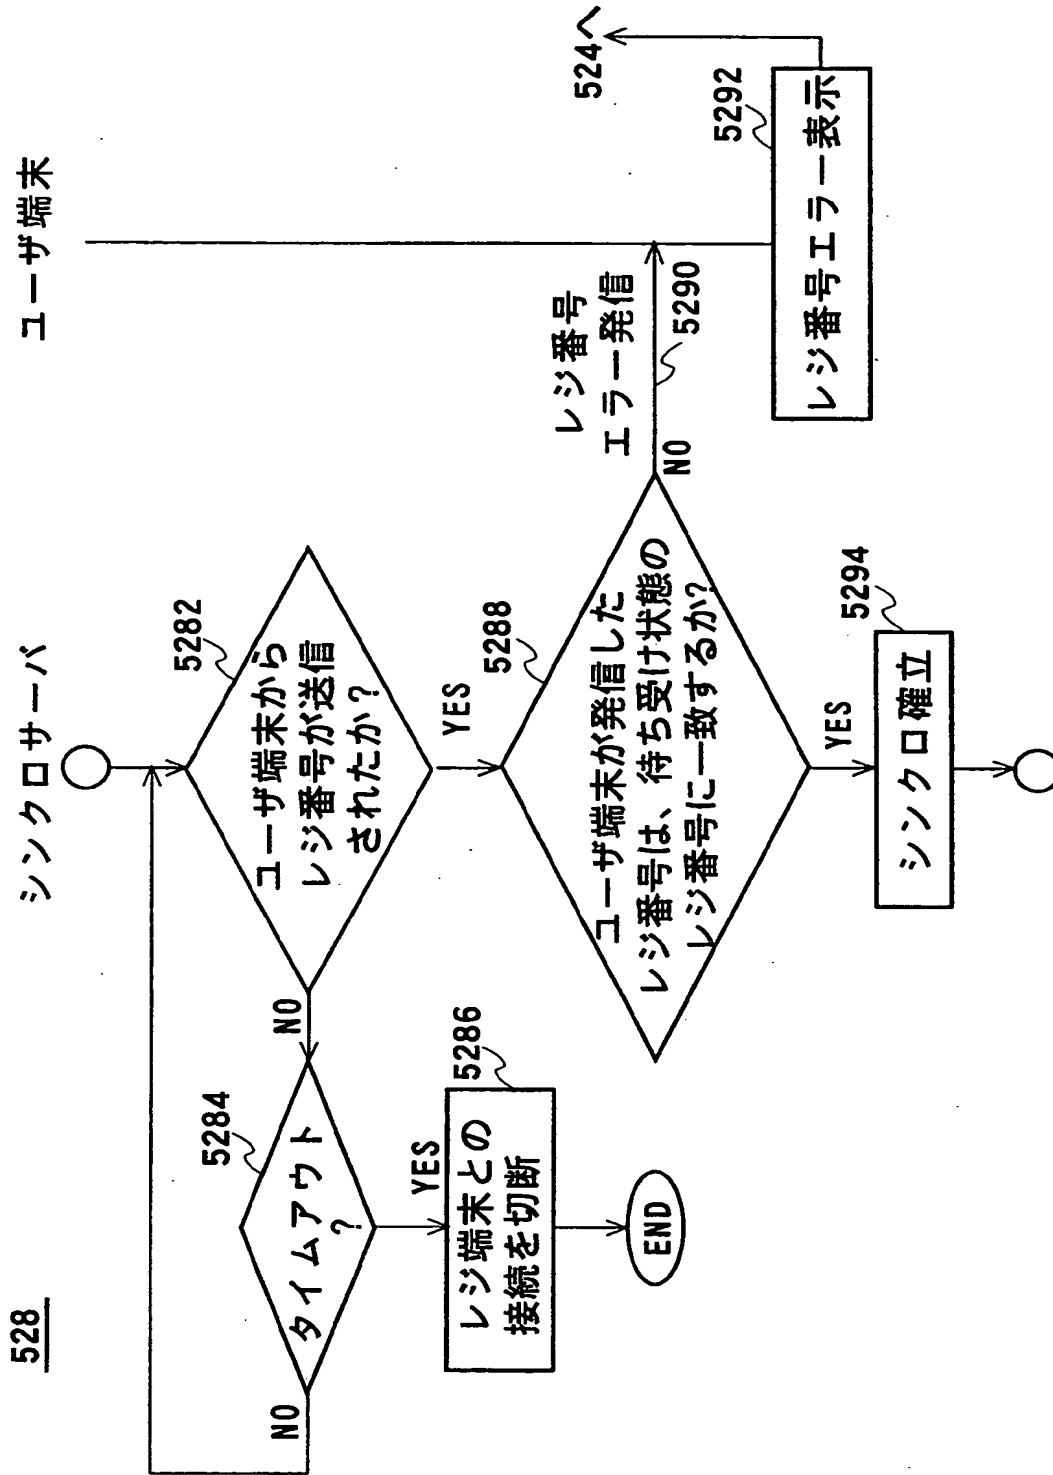 528
シンクロサーバ
ユーザ端末
5282
ユーザ端末から
レジ番号が送信
されたか?
NO
YES
5284
タイムアウト
?
NO
YES
5286
レジ端末との
接続を切断
END
5288
ユーザ端末が発信した
レジ番号は、待ち受け状態の
レジ番号に一致するか?
NO
YES
レジ番号
エラー発信
5290
5292
レジ番号エラー表示
524へ
5294
シンクロ確立